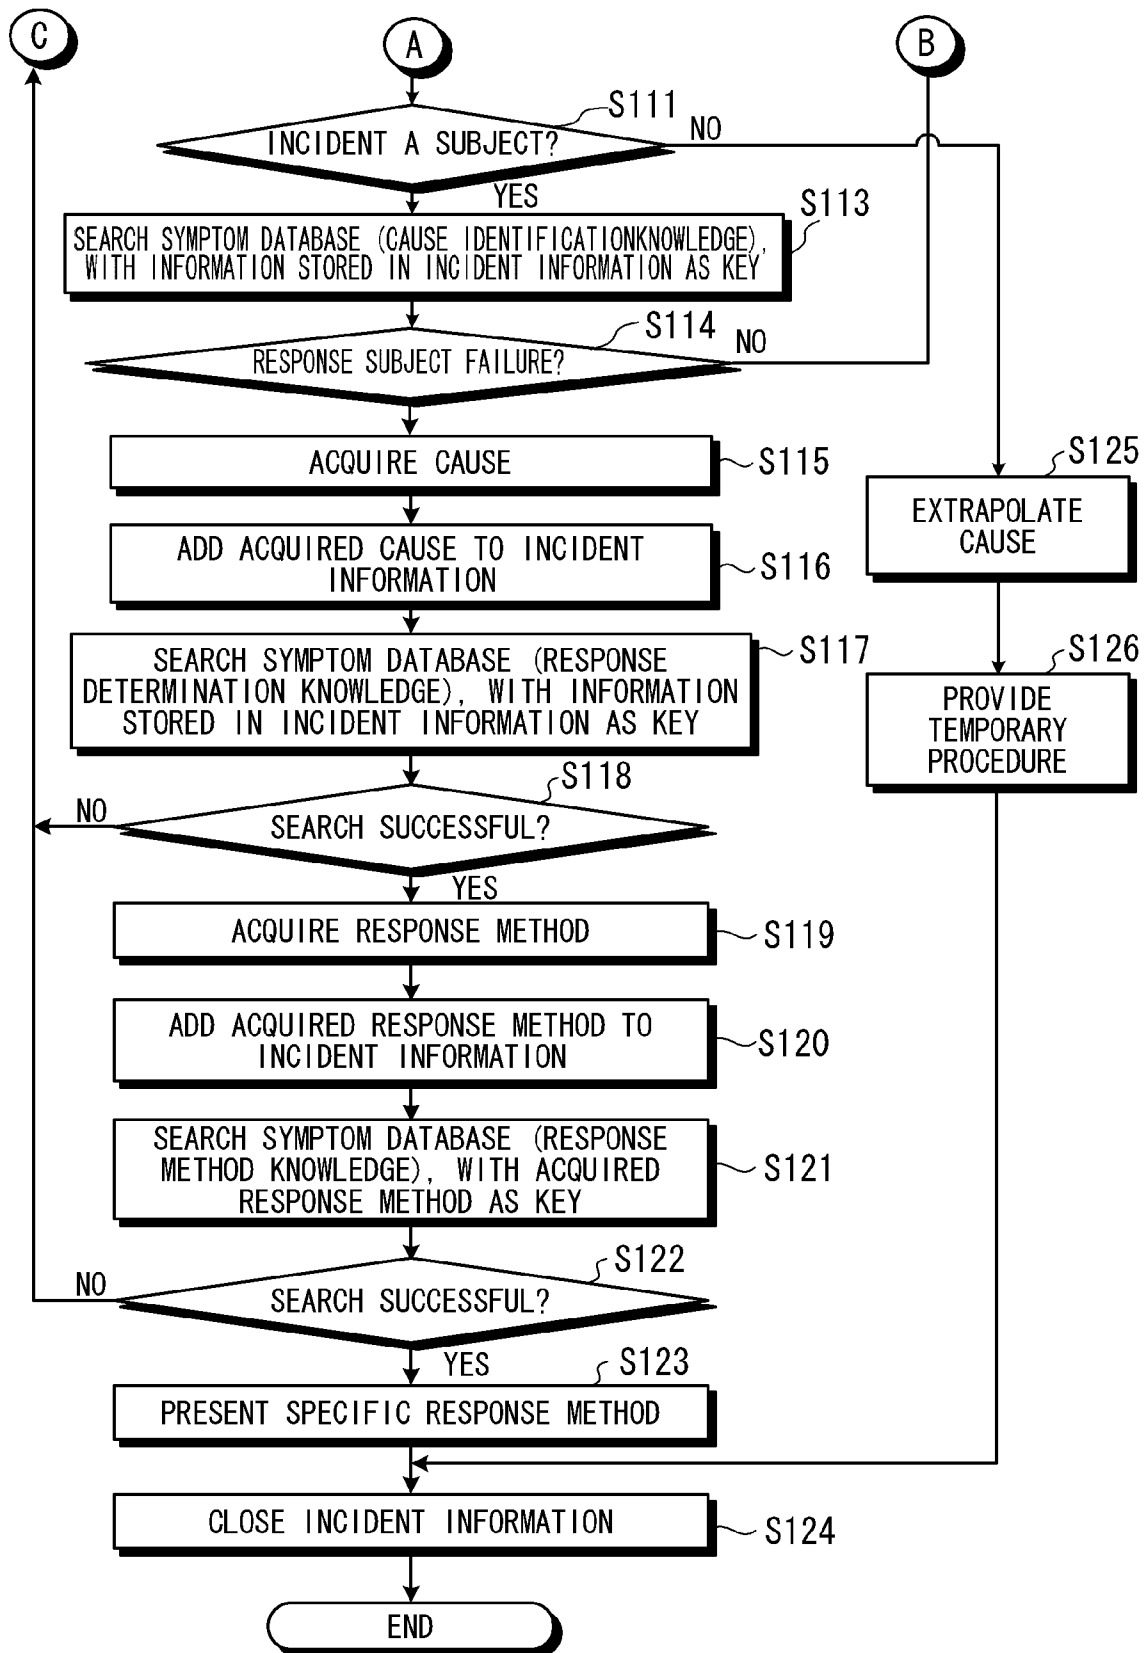 C
A
B
S111
INCIDENT A SUBJECT?
NO
YES
S113
SEARCH SYMPTOM DATABASE (CAUSE IDENTIFICATIONKNOWLEDGE),
WITH INFORMATION STORED IN INCIDENT INFORMATION AS KEY
S114
RESPONSE SUBJECT FAILURE?
NO
ACQUIRE CAUSE
S115
S125
EXTRAPOLATE
CAUSE
ADD ACQUIRED CAUSE TO INCIDENT
INFORMATION
S116
SEARCH SYMPTOM DATABASE (RESPONSE
DETERMINATION KNOWLEDGE), WITH INFORMATION
STORED IN INCIDENT INFORMATION AS KEY
S117
S126
PROVIDE
TEMPORARY
PROCEDURE
S118
NO
SEARCH SUCCESSFUL?
YES
ACQUIRE RESPONSE METHOD
S119
ADD ACQUIRED RESPONSE METHOD TO
INCIDENT INFORMATION
S120
SEARCH SYMPTOM DATABASE (RESPONSE
METHOD KNOWLEDGE), WITH ACQUIRED
RESPONSE METHOD AS KEY
S121
S122
NO
SEARCH SUCCESSFUL?
YES
S123
PRESENT SPECIFIC RESPONSE METHOD
CLOSE INCIDENT INFORMATION
S124
END